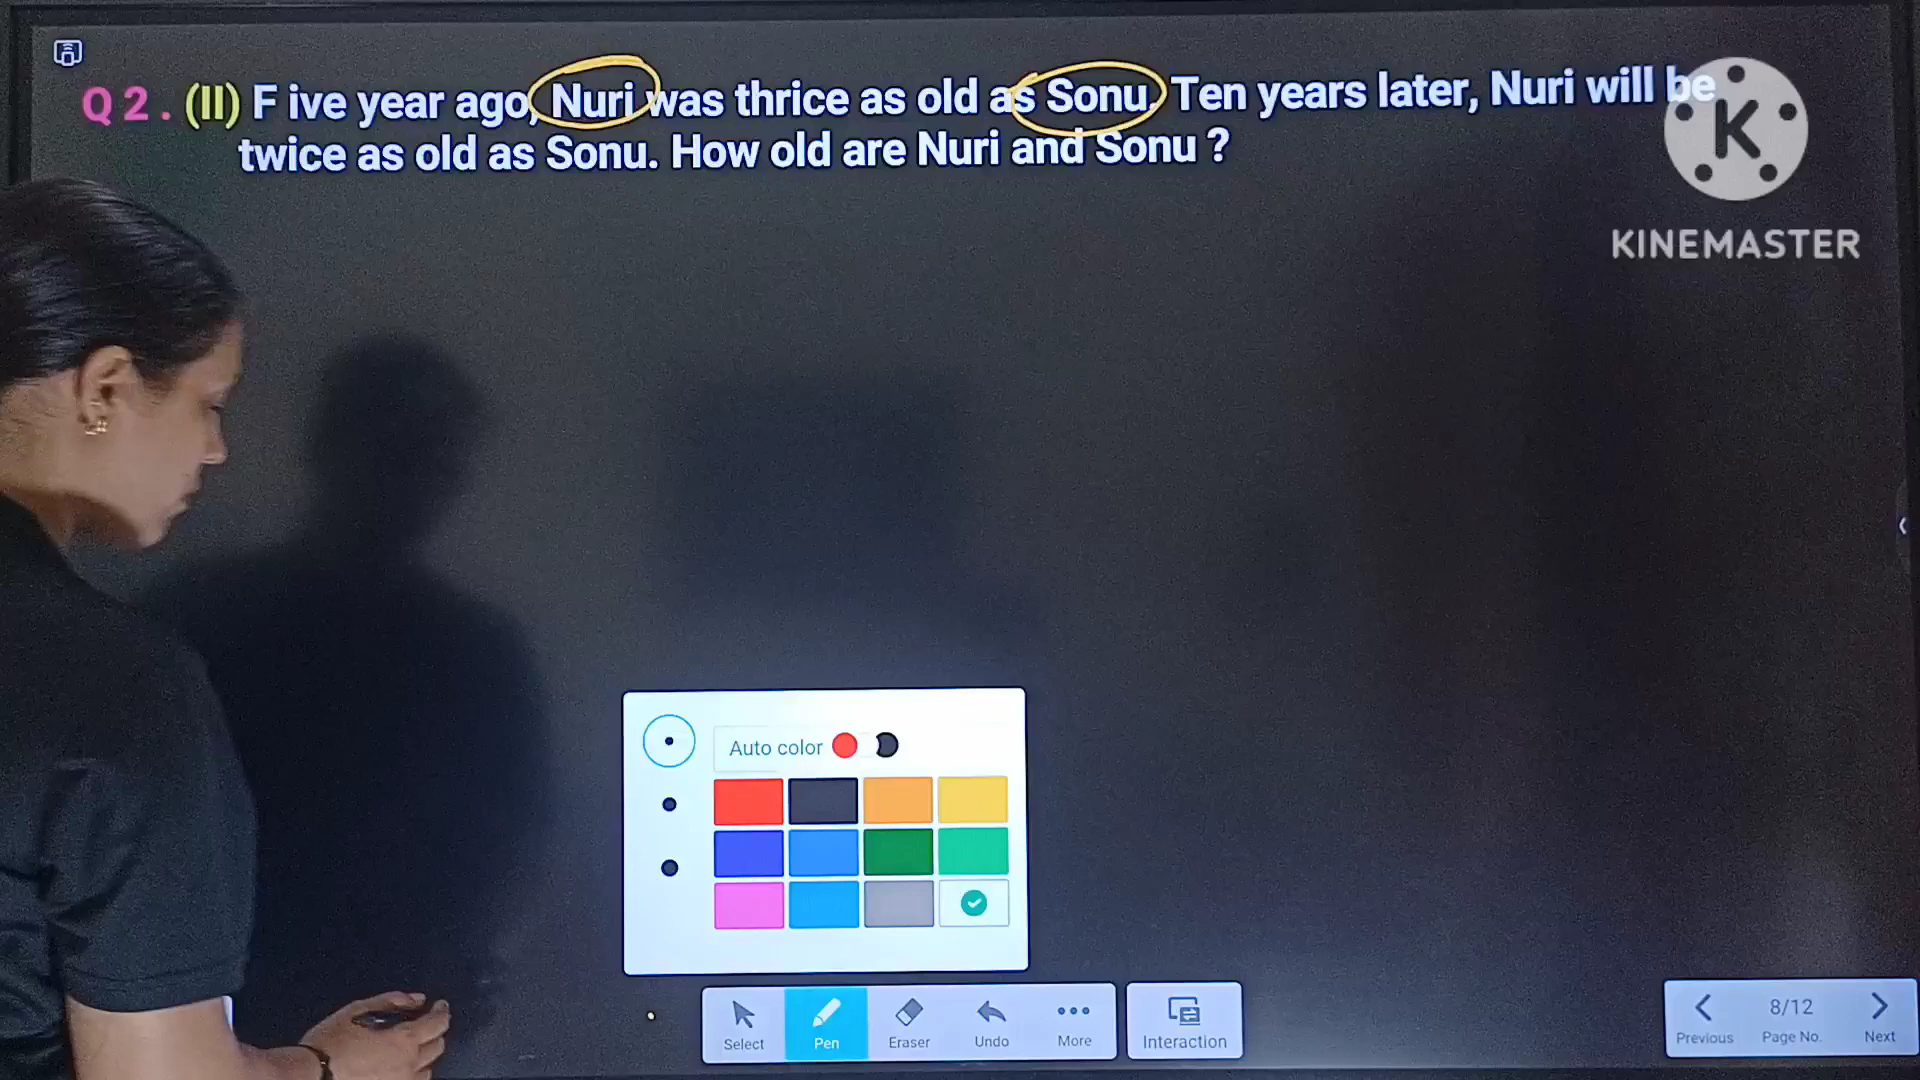 Q 2 . (II) F ive year ago, Nuri was thrice as old as Sonu. Ten years later, Nuri will be
twice as old as Sonu. How old are Nuri and Sonu ?
K
KINEMASTER
Auto color
Select
Pen
Eraser
Undo
More
Interaction
8/12
Previous
Page No.
Next